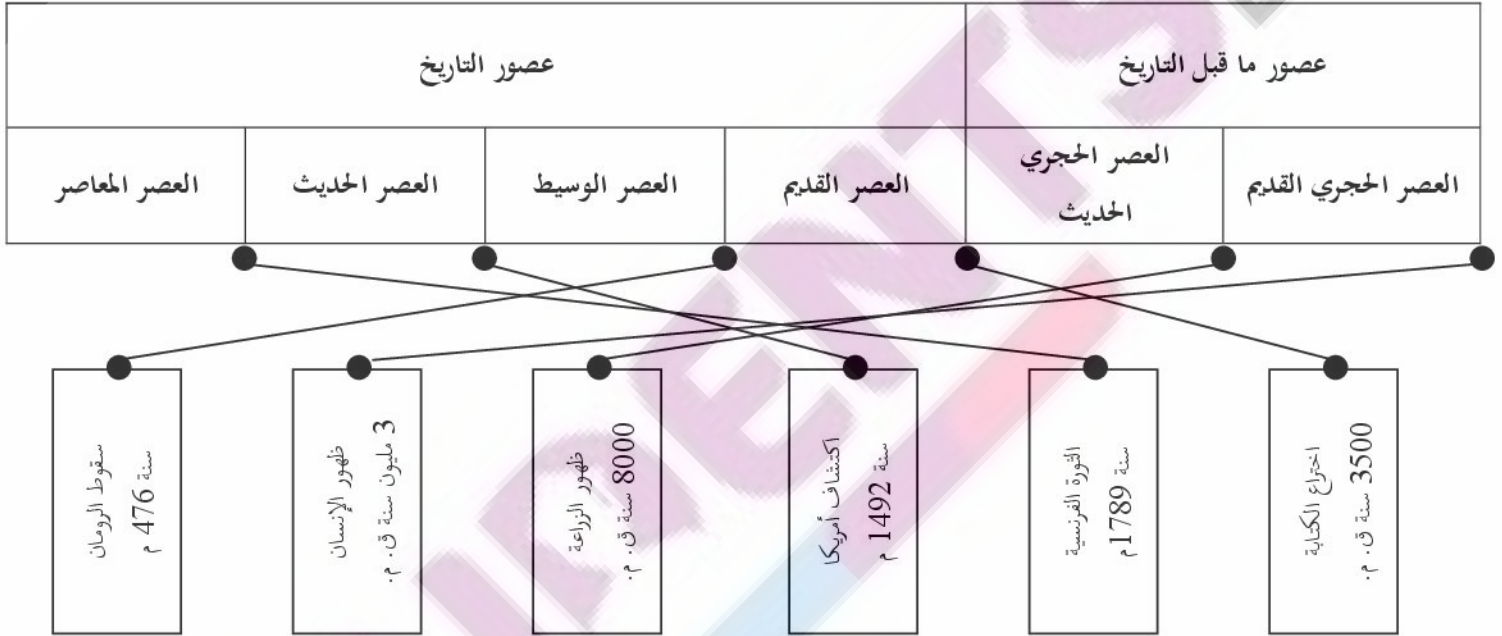 عصور ما قبل التاريخ
عصور التاريخ
العصر الحجري القديم
العصر الحجري
الحديث
العصر القديم
العصر الوسيط
العصر الحديث
العصر المعاصر
اختراع الكتابة
3500 سنة ق. م.
الثورة الفرنسية
سنة 1789م
اكتشاف أمريكا
سنة 1492 م
ظهور الزراعة
8000 سنة ق. م.
ظهور الإنسان
3 مليون سنة ق. م.
سقوط الرومان
سنة 476 م